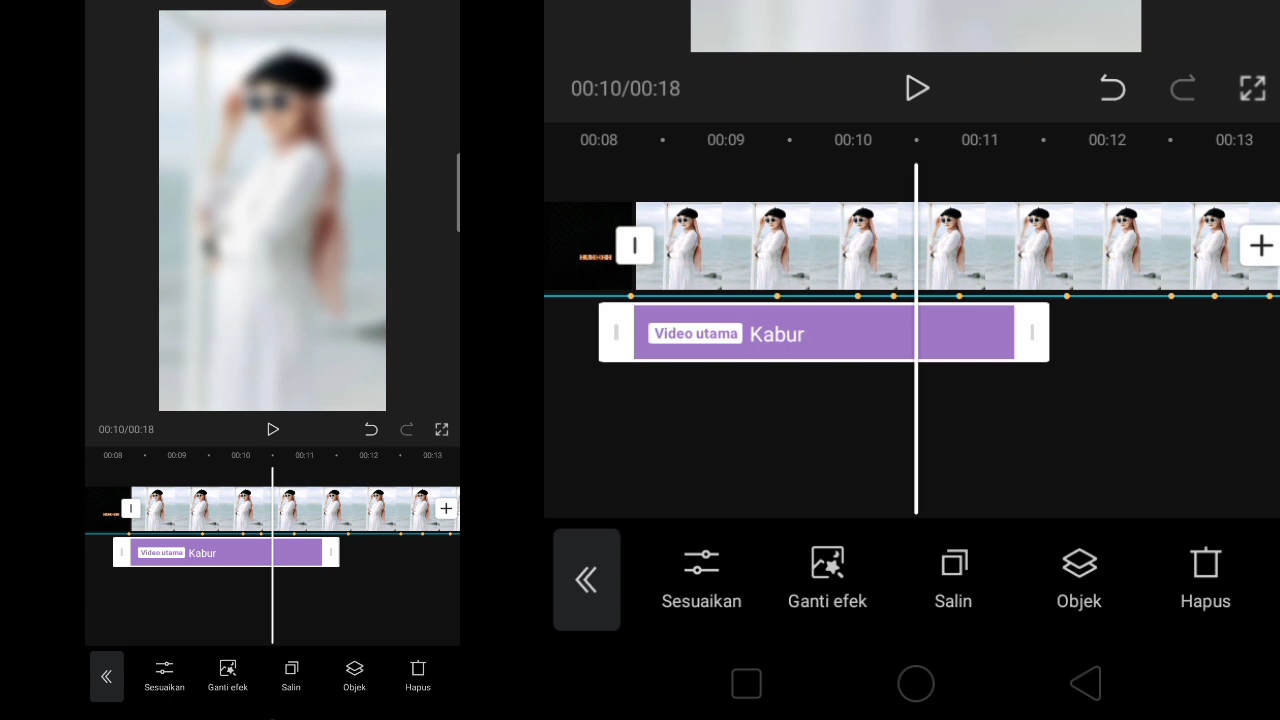 00:10/00:18
00:08 00:09 00:10 00:11 00:12 00:13
Video utama Kabur
Sesuaikan Ganti efek Salin Objek Hapus
00:10/00:18
00:08 00:09 00:10 00:11 00:12 00:13
Video utama Kabur
Sesuaikan Ganti efek Salin Objek Hapus